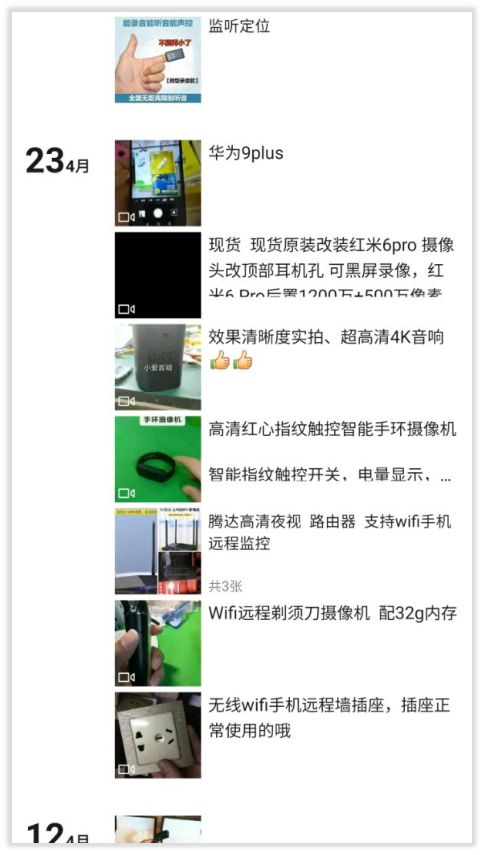 能录音能听音能声控
不能再小了
【微型录音款】
全国无距离限制听音
监听定位
23 4月
华为9plus
现货 现货原装改装红米6pro 摄像
头改顶部耳机孔 可黑屏录像，红
米6 Pro后置1200万+500万像素
小爱音箱
效果清晰度实拍、超高清4K音响
👍👍
手环摄像机
高清红心指纹触控智能手环摄像机
智能指纹触控开关，电量显示，...
腾达高清夜视 路由器 支持wifi手机
远程监控
共3张
Wifi远程剃须刀摄像机 配32g内存
无线wifi手机远程墙插座，插座正
常使用的哦
12 4月